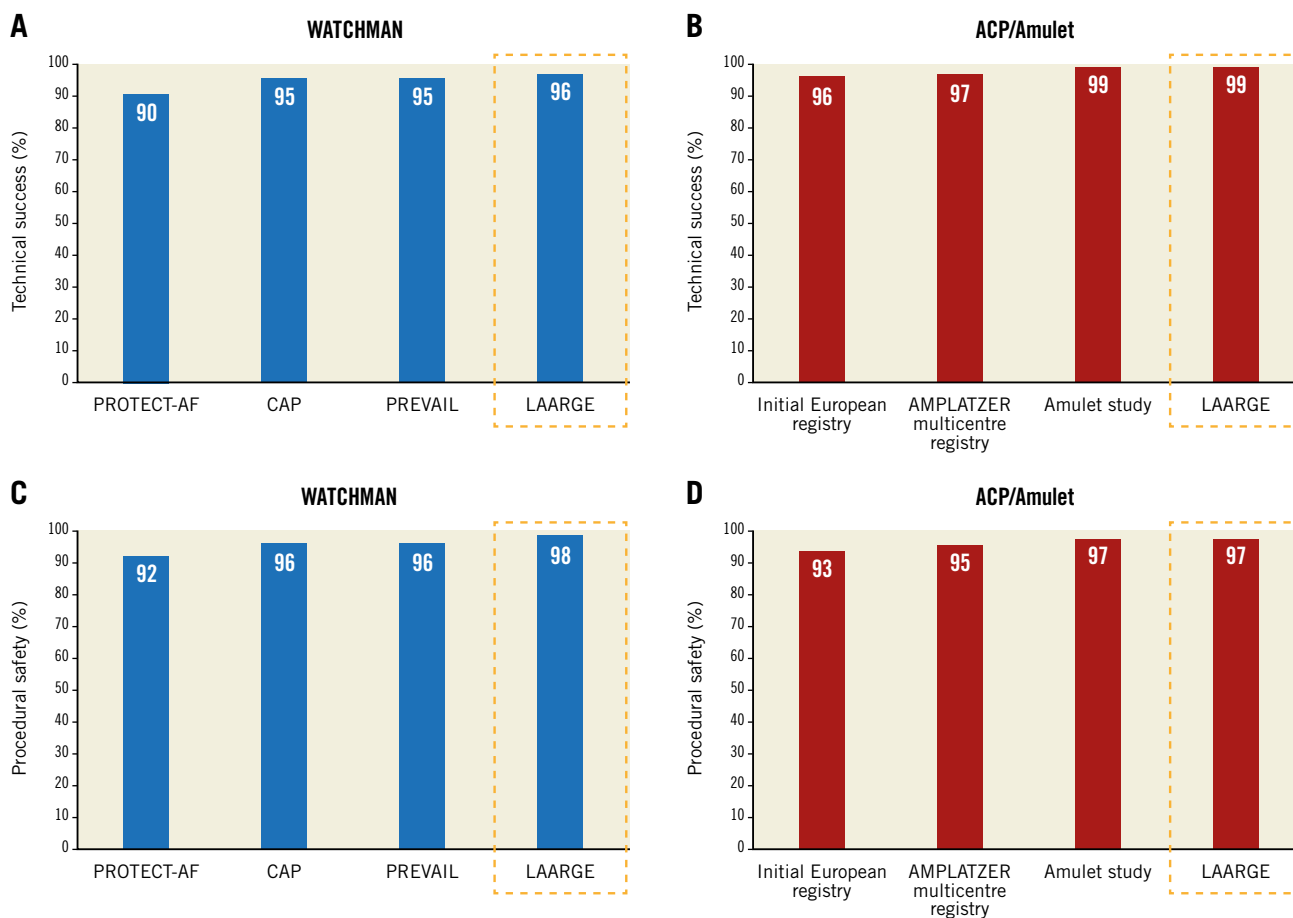 A
WATCHMAN
Technical success (%)
100
90
80
70
60
50
40
30
20
10
0
90
95
95
96
PROTECT-AF
CAP
PREVAIL
LAARGE
B
ACP/Amulet
Technical success (%)
100
90
80
70
60
50
40
30
20
10
0
96
97
99
99
Initial European
registry
AMPLATZER
multicentre
registry
Amulet study
LAARGE
C
WATCHMAN
Procedural safety (%)
100
90
80
70
60
50
40
30
20
10
0
92
96
96
98
PROTECT-AF
CAP
PREVAIL
LAARGE
D
ACP/Amulet
Procedural safety (%)
100
90
80
70
60
50
40
30
20
10
0
93
95
97
97
Initial European
registry
AMPLATZER
multicentre
registry
Amulet study
LAARGE